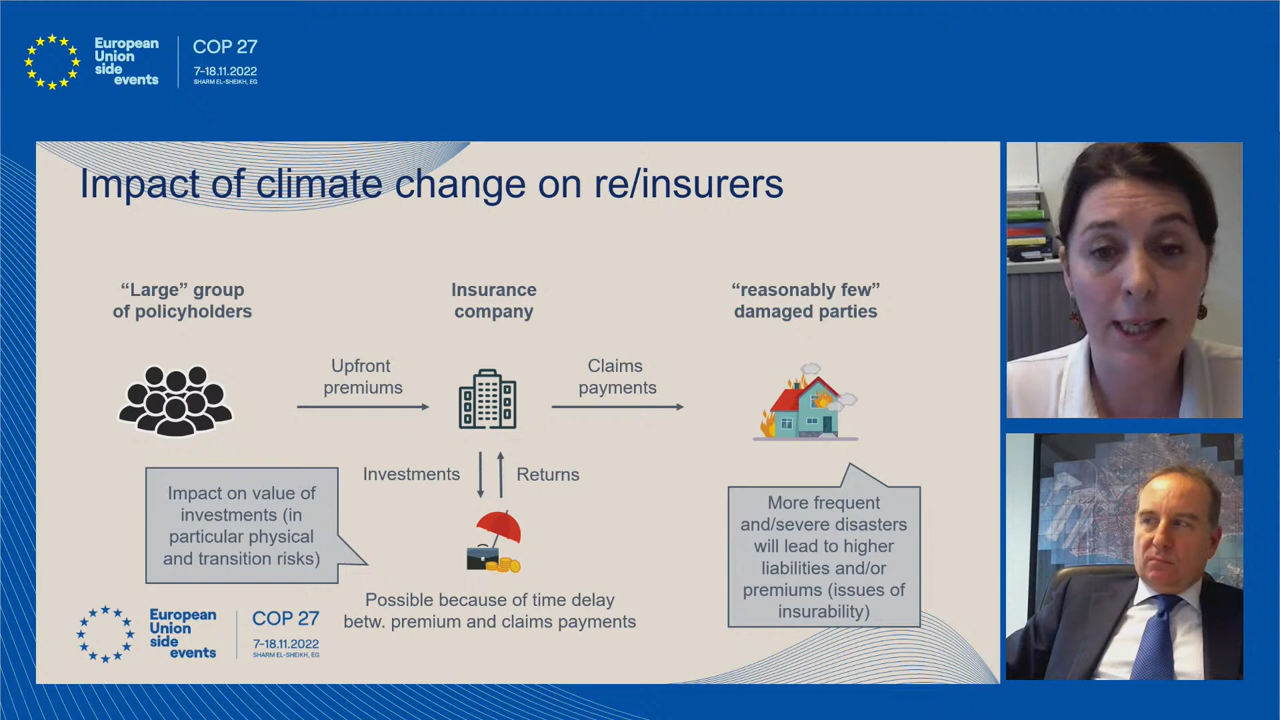 European
Union
side
events
COP 27
7-18.11.2022
SHARM EL-SHEIKH, EG
Impact of climate change on re/insurers
“Large” group
of policyholders
Insurance
company
“reasonably few”
damaged parties
Upfront
premiums
Claims
payments
Investments
Returns
Impact on value of
investments (in
particular physical
and transition risks)
More frequent
and/severe disasters
will lead to higher
liabilities and/or
premiums (issues of
insurability)
Possible because of time delay
betw. premium and claims payments
European
Union
side
events
COP 27
7-18.11.2022
SHARM EL-SHEIKH, EG